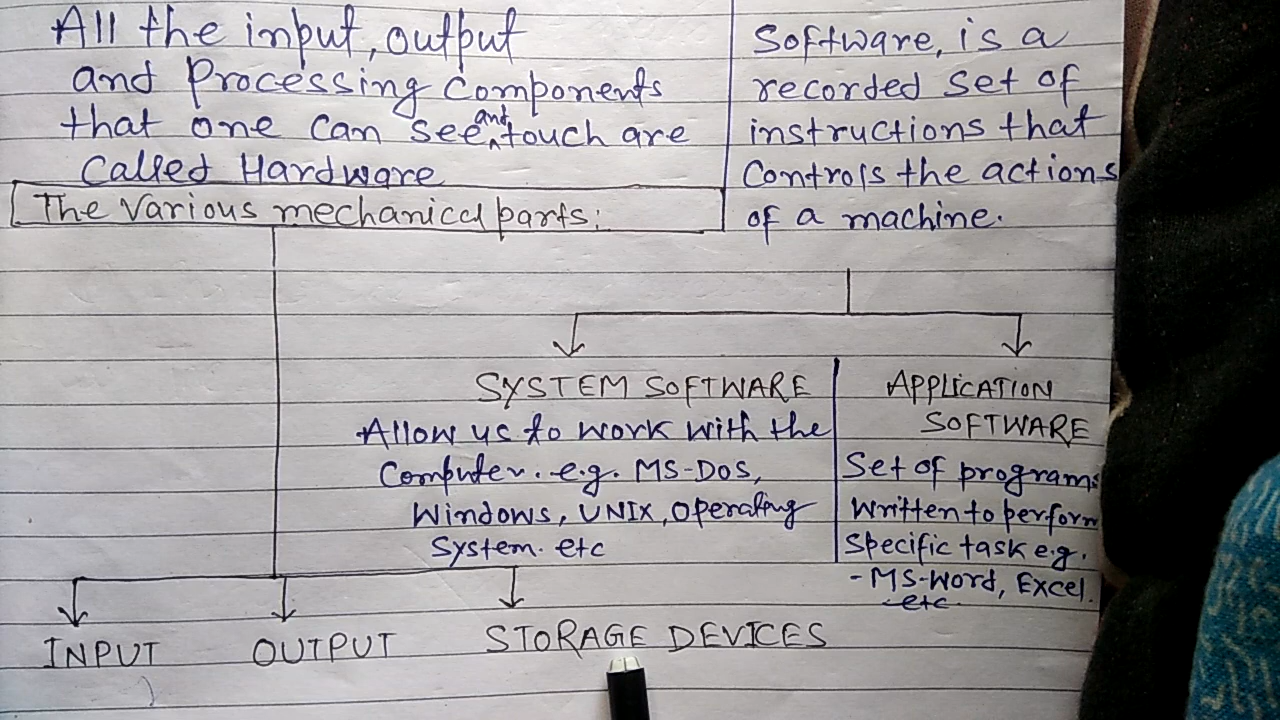 All the input, output
and Processing Components
that one can see and touch are
Called Hardware
The Various mechanical parts:
Software, is a
recorded set of
instructions that
Controls the actions
of a machine.
SYSTEM SOFTWARE
Allow us to work with the
Computer. e.g. MS-DOS,
Windows, UNIX, Operating
System. etc
APPLICATION
SOFTWARE
Set of programs
Written to perform
Specific task e.g.
- MS-Word, Excel.
etc.
INPUT OUTPUT STORAGE DEVICES